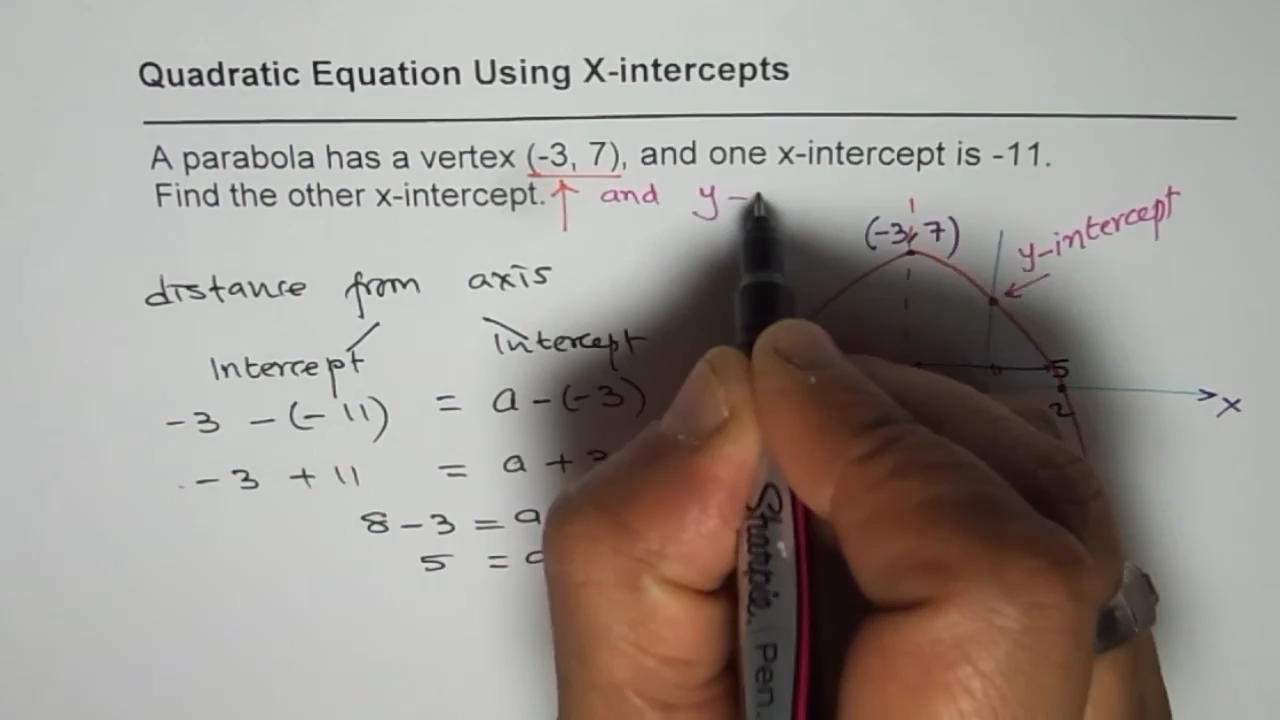 Quadratic Equation Using X-intercepts
A parabola has a vertex (-3, 7), and one x-intercept is -11.
Find the other x-intercept. and y-
(-3, 7)
y-intercept
distance from axis
Intercept Intercept
-3 - (-11) = a - (-3)
-3 + 11 = a +
8 - 3 = a
5 =
5
2
x
Sharpie. Pen